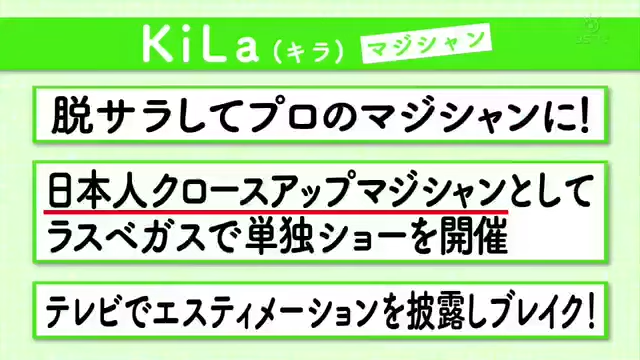 KiLa(キラ) マジシャン
脱サラしてプロのマジシャンに!
日本人クロースアップマジシャンとして
ラスベガスで単独ショーを開催
テレビでエスティメーションを披露しブレイク!